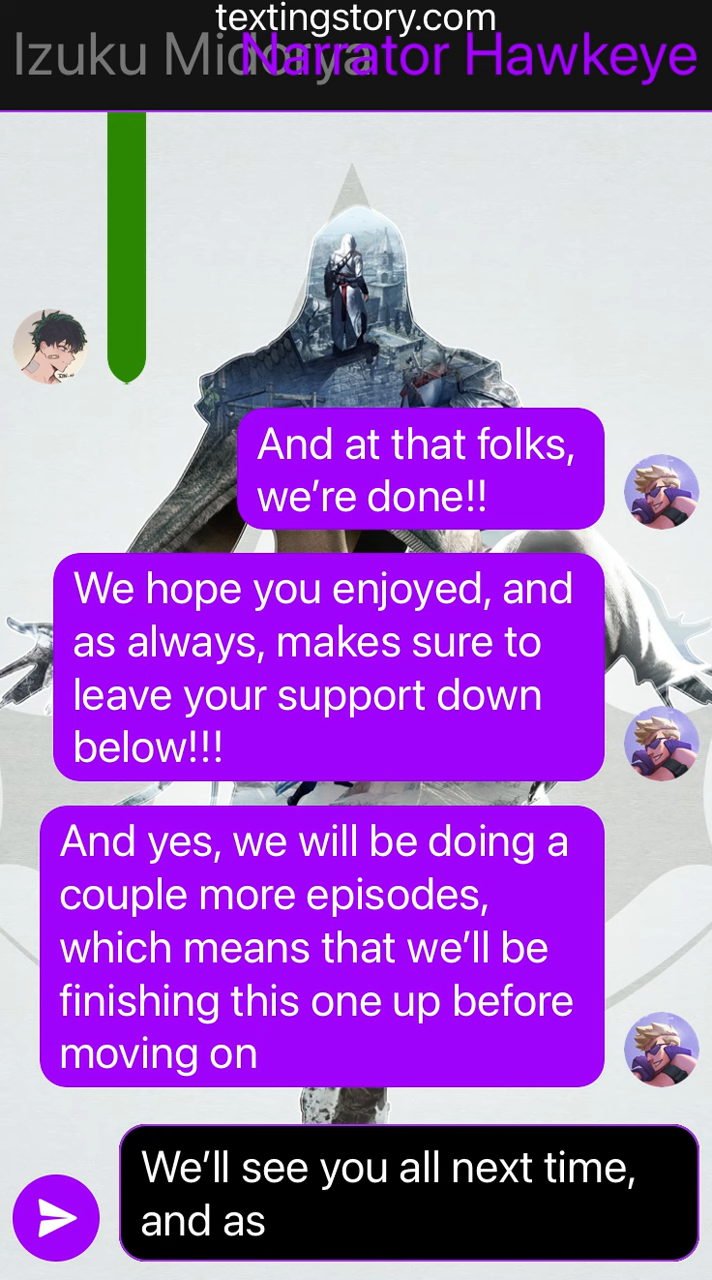 textingstory.com
Izuku Midoriya
Narrator Hawkeye
And at that folks,
we’re done!!
We hope you enjoyed, and
as always, makes sure to
leave your support down
below!!!
And yes, we will be doing a
couple more episodes,
which means that we’ll be
finishing this one up before
moving on
We’ll see you all next time,
and as